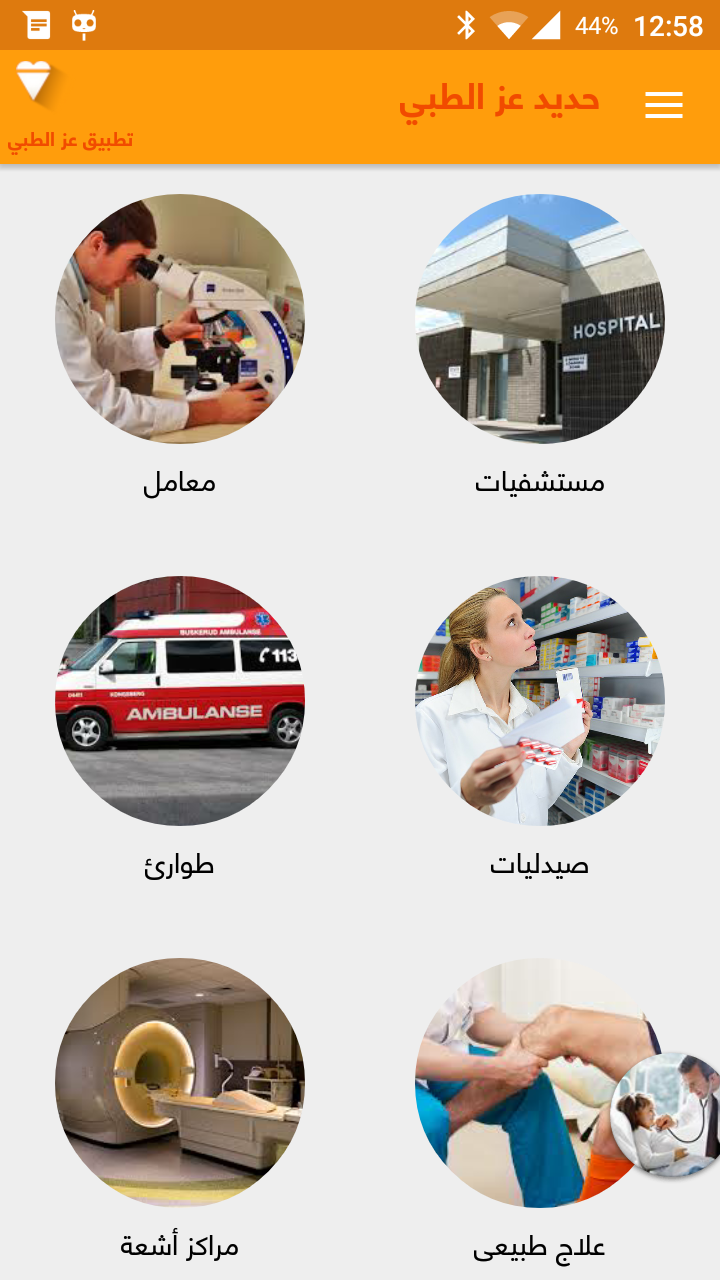 44% 12:58
حديد عز الطبي
تطبيق عز الطبي
HOSPITAL
مستشفيات
معامل
BUSKERUD AMBULANSE
113
KONGSBERG
AMBULANSE
صيدليات
طوارئ
علاج طبيعى
مراكز أشعة